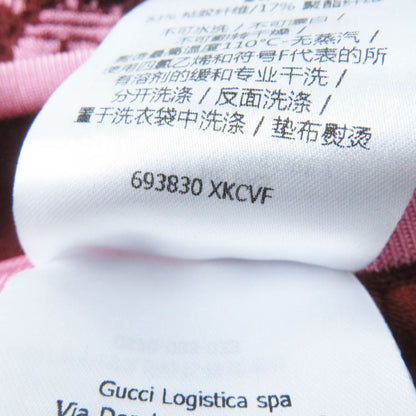 83% 粘胶纤维/17% 聚酯纤维
不可水洗/不可漂白/
不可翻转干燥/
熨烫最高温度110°C-无蒸汽/
使用四氯乙烯和符号F代表的所
有溶剂的缓和专业干洗/
分开洗涤/反面洗涤/
置于洗衣袋中洗涤/垫布熨烫
693830 XKCVF
Gucci Logistica spa
Via